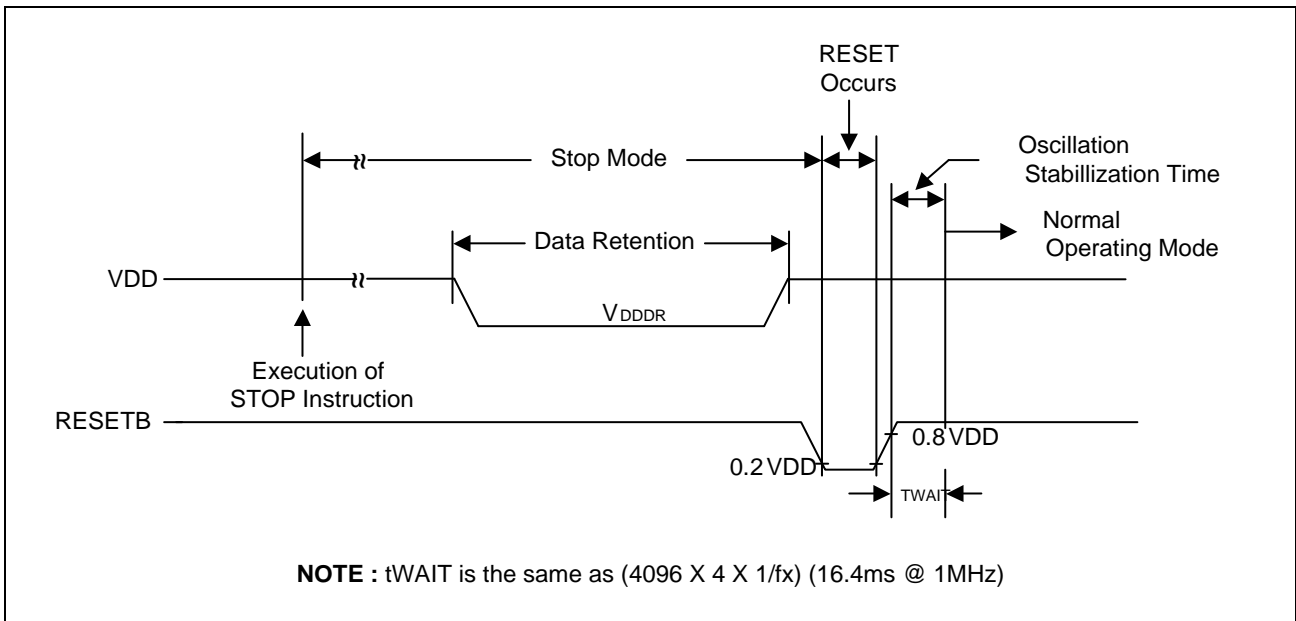 RESET
Occurs
Oscillation
Stabillization Time
Stop Mode
Normal
Operating Mode
Data Retention
VDD
VDDDR
Execution of
STOP Instruction
RESETB
0.8 VDD
0.2 VDD
TWAIT
NOTE : tWAIT is the same as (4096 X 4 X 1/fx) (16.4ms @ 1MHz)